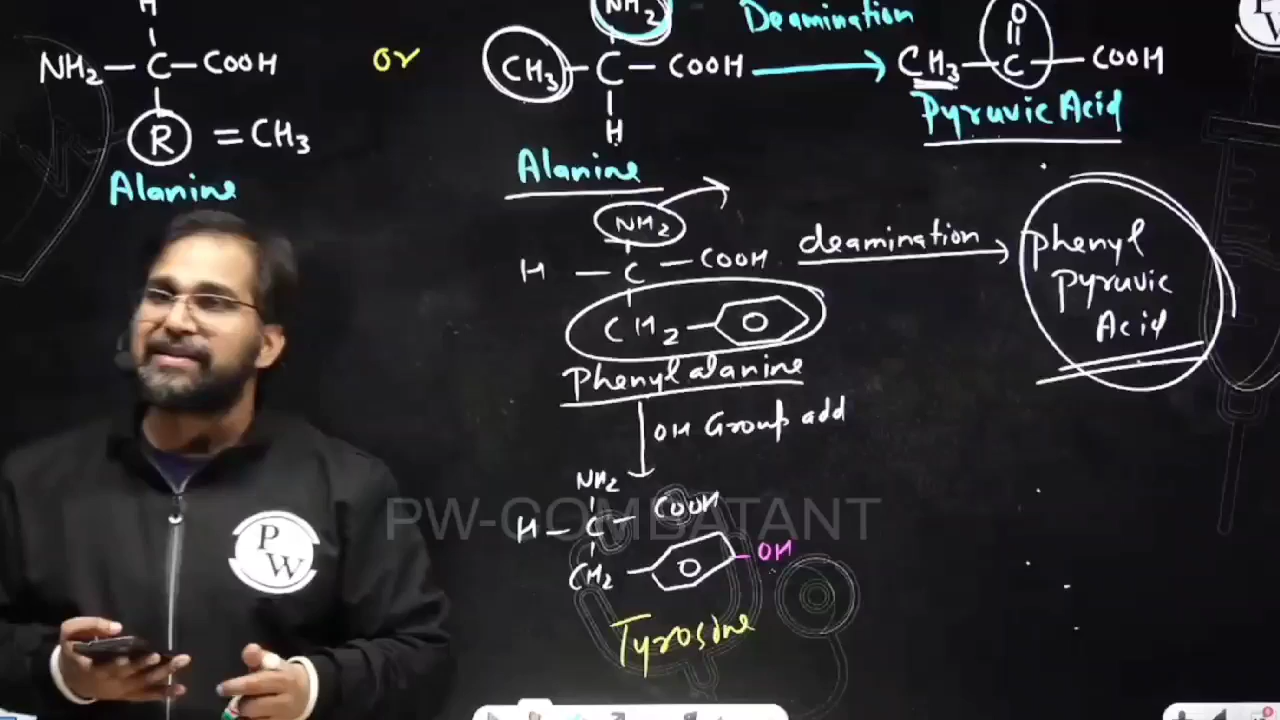 H
NH₂ – C – COOH
R = CH₃
Alanine
or
NH₂
CH₃ – C – COOH
H
Alanine
Deamination
O
CH₃ – C – COOH
Pyruvic Acid
NH₂
H – C – COOH
CH₂
Phenylalanine
deamination
phenyl
pyruvic
Acid
OH Group add
NH₂
H – C – COOH
CH₂
OH
Tyrosine
PW-COMBATANT
P
W